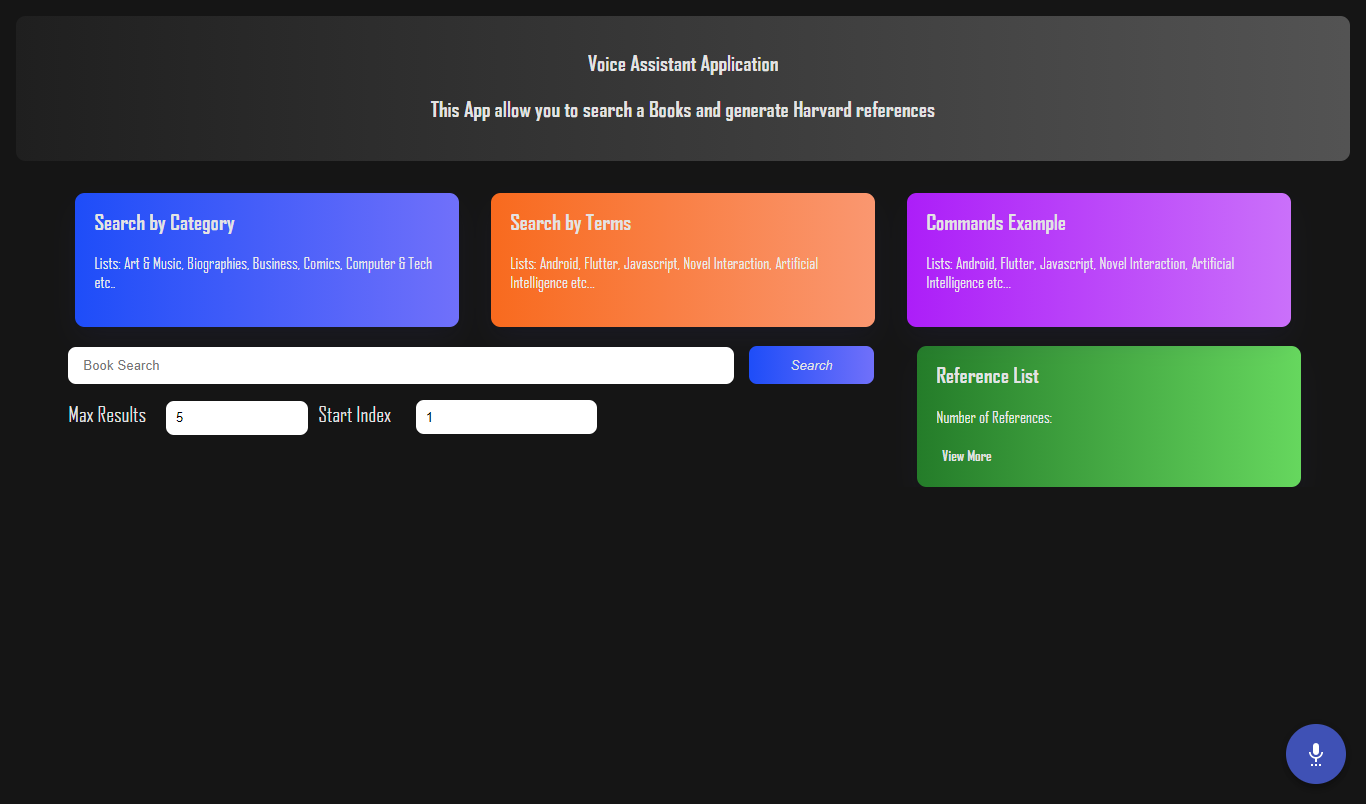 Voice Assistant Application
This App allow you to search a Books and generate Harvard references
Search by Category
Lists: Art & Music, Biographies, Business, Comics, Computer & Tech
etc..
Search by Terms
Lists: Android, Flutter, Javascript, Novel Interaction, Artificial
Intelligence etc...
Commands Example
Lists: Android, Flutter, Javascript, Novel Interaction, Artificial
Intelligence etc...
Book Search
Search
Max Results 5 Start Index 1
Reference List
Number of References:
View More